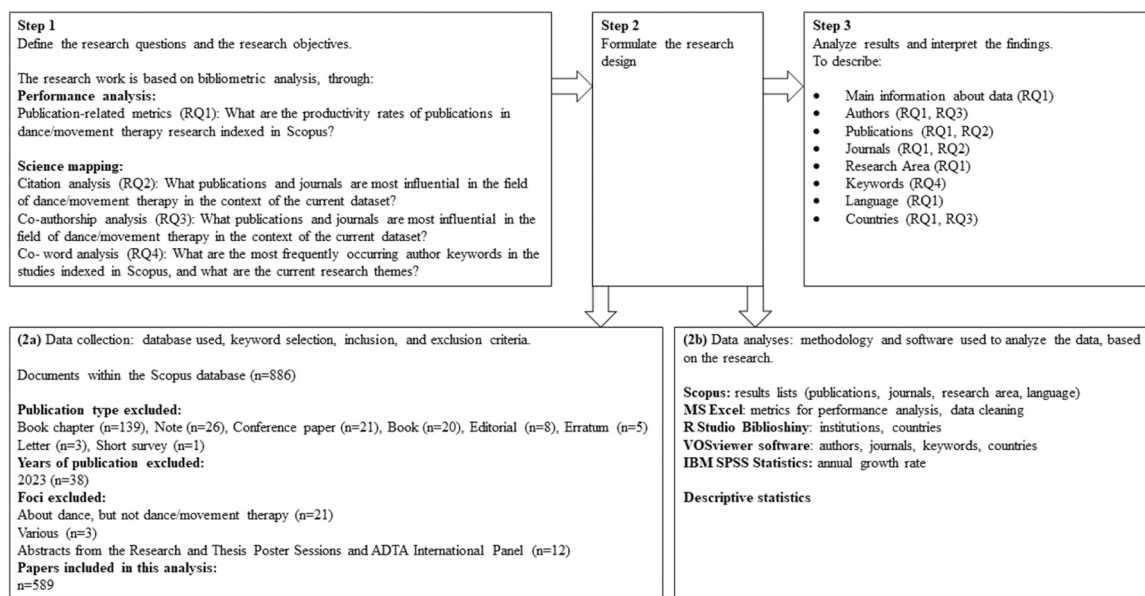 Step 1
Define the research questions and the research objectives.
The research work is based on bibliometric analysis, through:
Performance analysis:
Publication-related metrics (RQ1): What are the productivity rates of publications in
dance/movement therapy research indexed in Scopus?
Science mapping:
Citation analysis (RQ2): What publications and journals are most influential in the field
of dance/movement therapy in the context of the current dataset?
Co-authorship analysis (RQ3): What publications and journals are most influential in the
field of dance/movement therapy in the context of the current dataset?
Co- word analysis (RQ4): What are the most frequently occurring author keywords in the
studies indexed in Scopus, and what are the current research themes?
Step 2
Formulate the research
design
Step 3
Analyze results and interpret the findings.
To describe:
• Main information about data (RQ1)
• Authors (RQ1, RQ3)
• Publications (RQ1, RQ2)
• Journals (RQ1, RQ2)
• Research Area (RQ1)
• Keywords (RQ4)
• Language (RQ1)
• Countries (RQ1, RQ3)
(2a) Data collection: database used, keyword selection, inclusion, and exclusion criteria.
Documents within the Scopus database (n=886)
Publication type excluded:
Book chapter (n=139), Note (n=26), Conference paper (n=21), Book (n=20), Editorial (n=8), Erratum (n=5)
Letter (n=3), Short survey (n=1)
Years of publication excluded:
2023 (n=38)
Foci excluded:
About dance, but not dance/movement therapy (n=21)
Various (n=3)
Abstracts from the Research and Thesis Poster Sessions and ADTA International Panel (n=12)
Papers included in this analysis:
n=589
(2b) Data analyses: methodology and software used to analyze the data, based
on the research.
Scopus: results lists (publications, journals, research area, language)
MS Excel: metrics for performance analysis, data cleaning
R Studio Biblioshiny: institutions, countries
VOSviewer software: authors, journals, keywords, countries
IBM SPSS Statistics: annual growth rate
Descriptive statistics